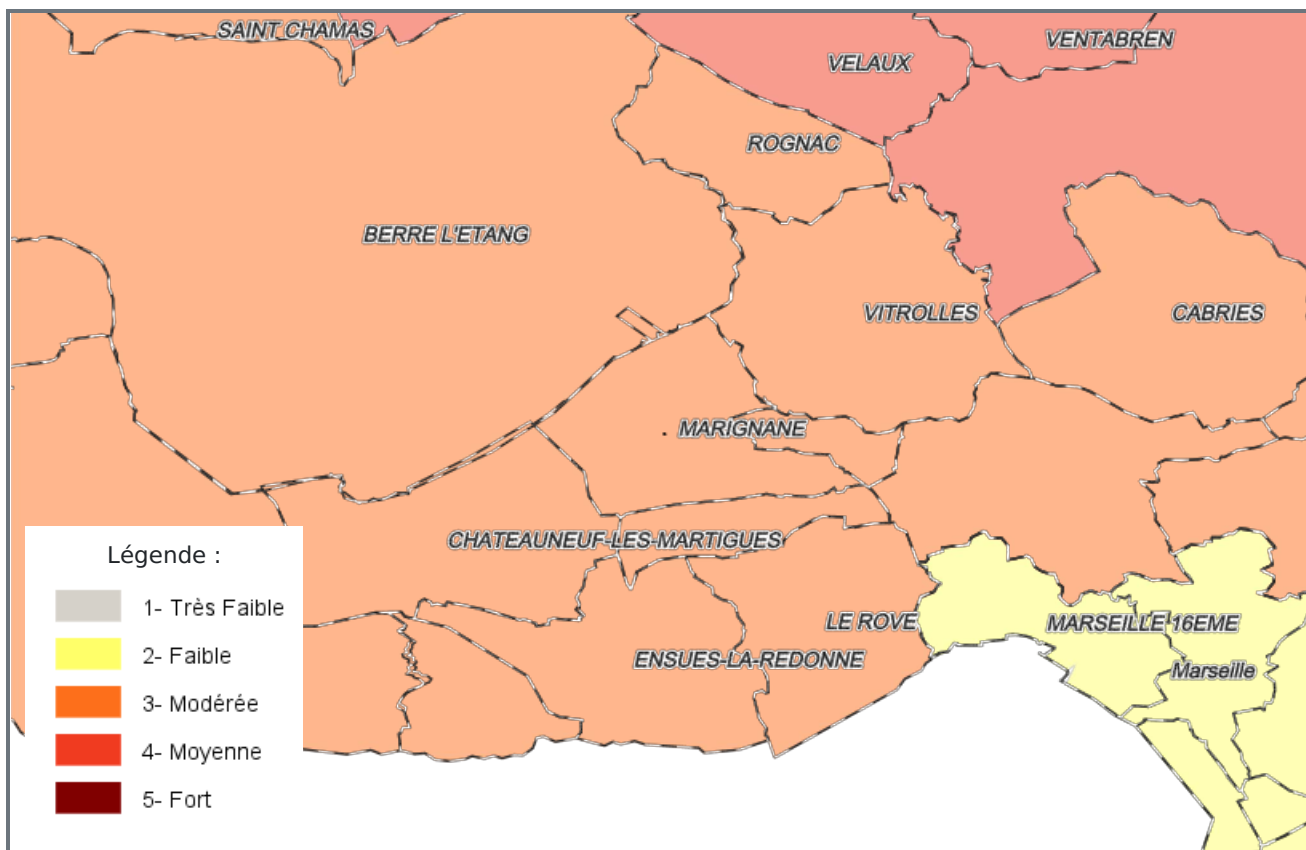 SAINT CHAMAS
VENTABREN
VELAUX
ROGNAC
BERRE L'ETANG
VITROLLES
CABRIES
MARIGNANE
CHATEAUNEUF-LES-MARTIGUES
LE ROVE
MARSEILLE 16EME
ENSUES-LA-REDONNE
Marseille
Légende :
1- Très Faible
2- Faible
3- Modérée
4- Moyenne
5- Fort